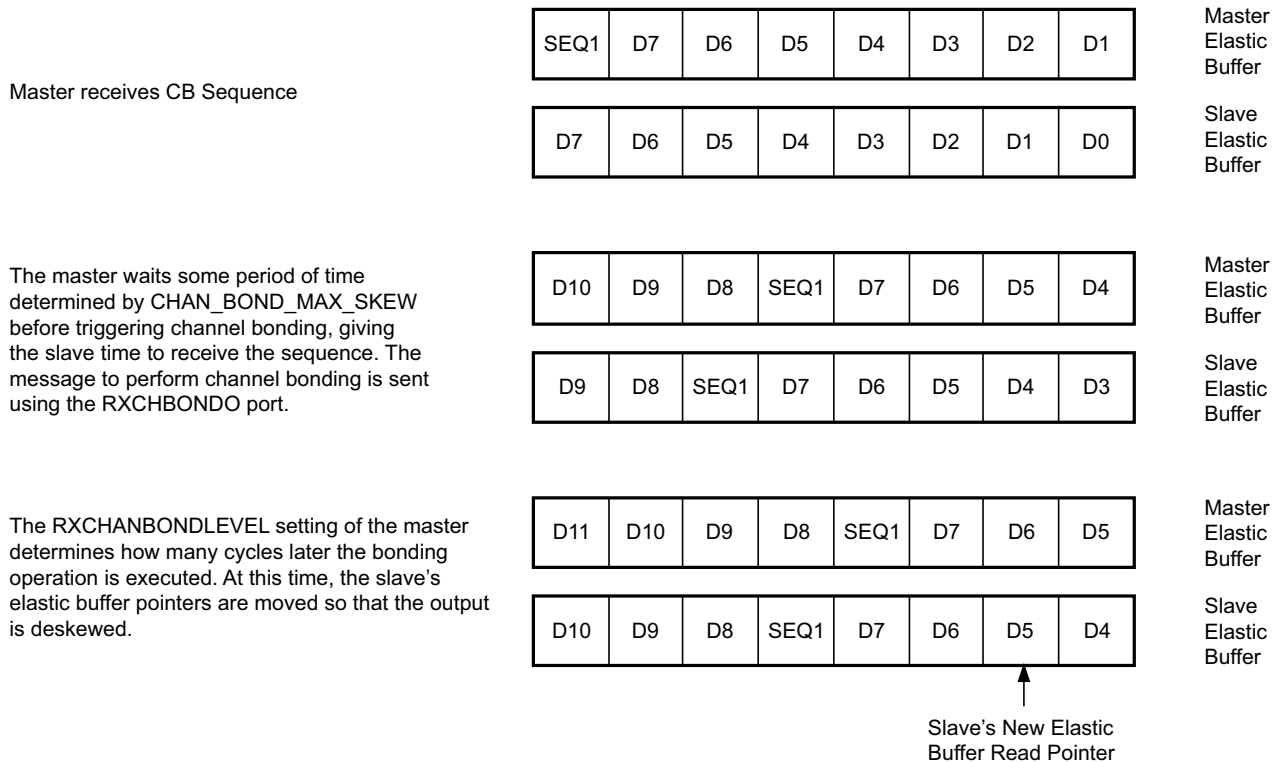 Master receives CB Sequence
SEQ1 D7 D6 D5 D4 D3 D2 D1
Master
Elastic
Buffer
D7 D6 D5 D4 D3 D2 D1 D0
Slave
Elastic
Buffer
The master waits some period of time
determined by CHAN_BOND_MAX_SKEW
before triggering channel bonding, giving
the slave time to receive the sequence. The
message to perform channel bonding is sent
using the RXCHBONDO port.
D10 D9 D8 SEQ1 D7 D6 D5 D4
Master
Elastic
Buffer
D9 D8 SEQ1 D7 D6 D5 D4 D3
Slave
Elastic
Buffer
The RXCHANBONDLEVEL setting of the master
determines how many cycles later the bonding
operation is executed. At this time, the slave's
elastic buffer pointers are moved so that the output
is deskewed.
D11 D10 D9 D8 SEQ1 D7 D6 D5
Master
Elastic
Buffer
D10 D9 D8 SEQ1 D7 D6 D5 D4
Slave
Elastic
Buffer
Slave's New Elastic
Buffer Read Pointer